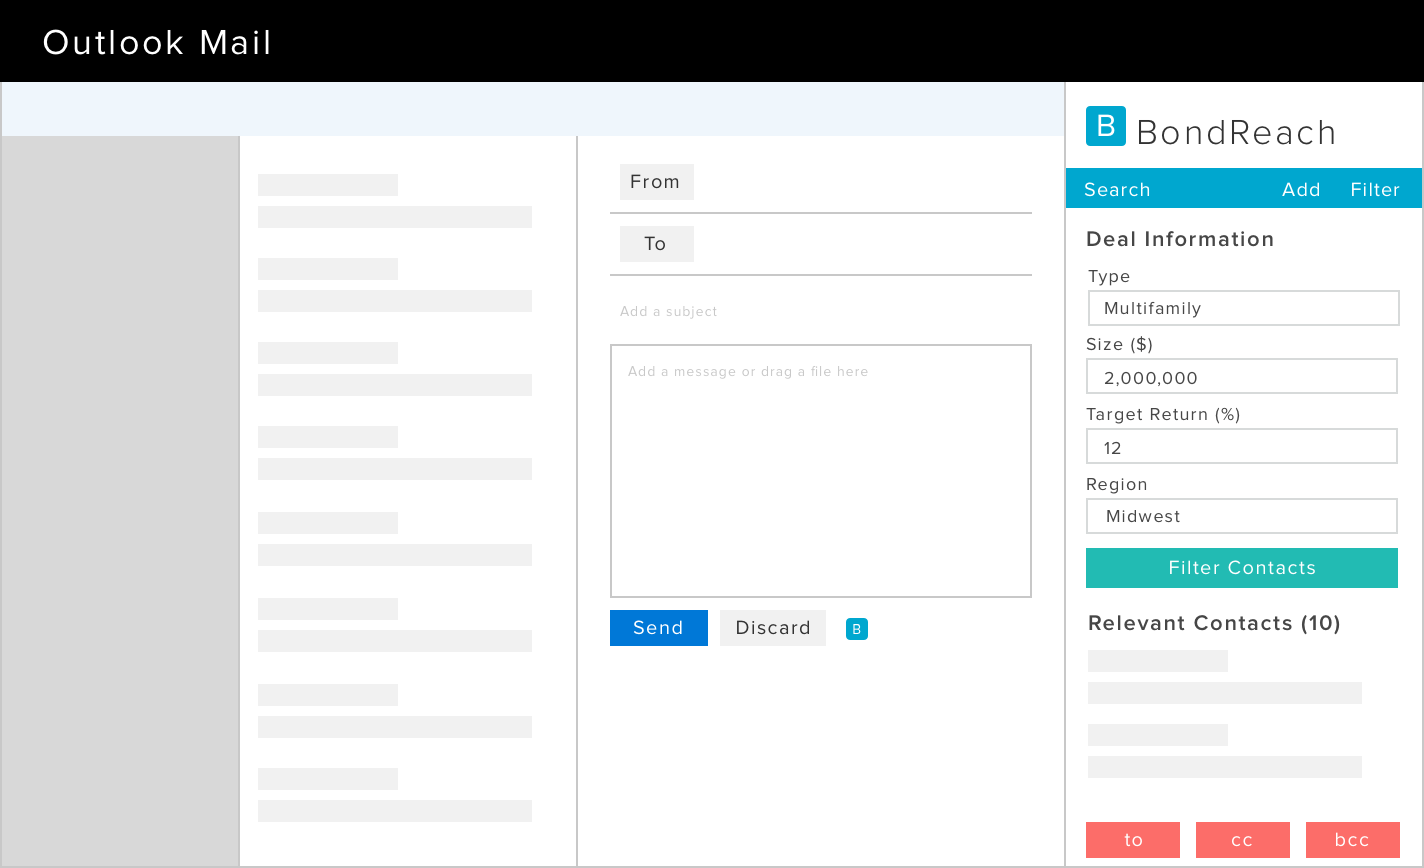 Outlook Mail
From
To
Add a subject
Add a message or drag a file here
Send Discard B
B BondReach
Search Add Filter
Deal Information
Type
Multifamily
Size ($)
2,000,000
Target Return (%)
12
Region
Midwest
Filter Contacts
Relevant Contacts (10)
to cc bcc